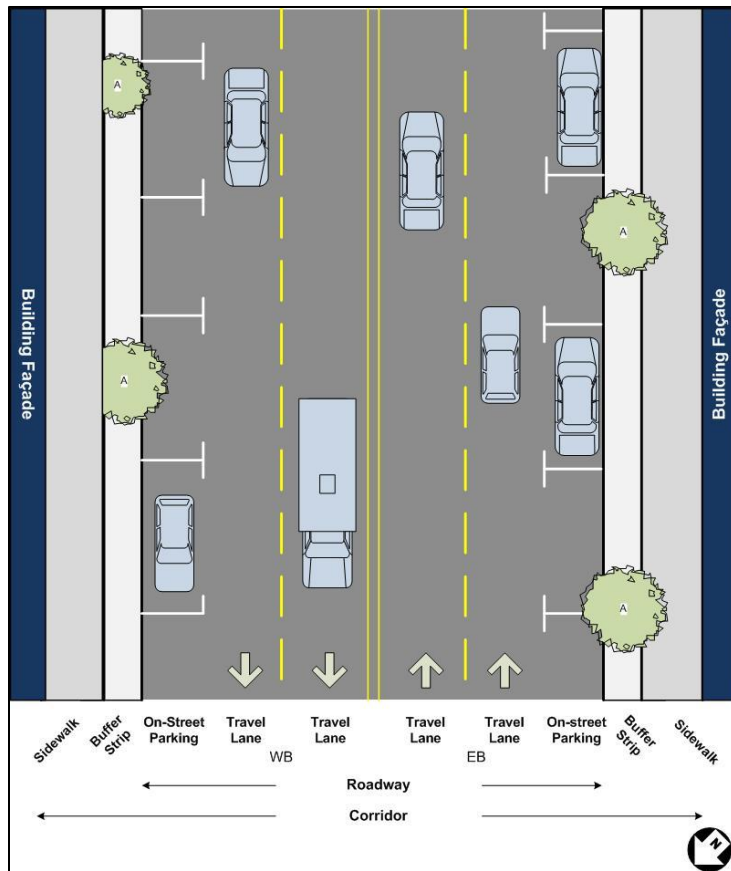 A
A
A
A
A
Building Façade
Building Façade
Sidewalk
Buffer
Strip
On-Street
Parking
Travel
Lane
Travel
Lane
Travel
Lane
Travel
Lane
On-street
Parking
Buffer
Strip
Sidewalk
WB
EB
Roadway
Corridor
N